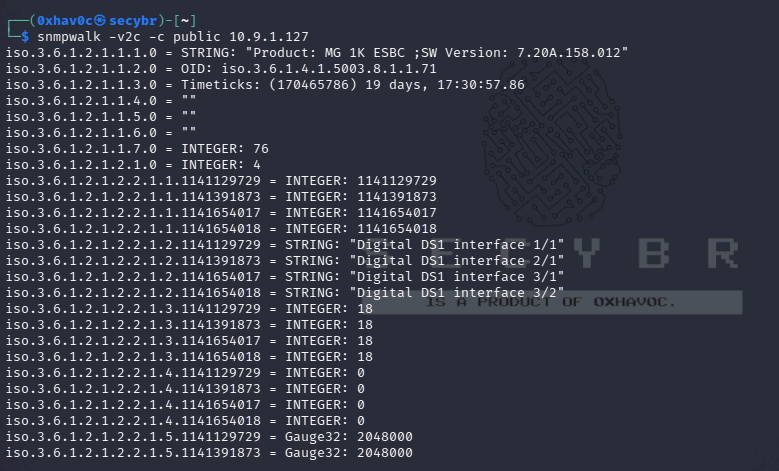 ┌──(0xhav0c㉿secybr)-[~]
└─$ snmpwalk -v2c -c public 10.9.1.127
iso.3.6.1.2.1.1.1.0 = STRING: "Product: MG 1K ESBC ;SW Version: 7.20A.158.012"
iso.3.6.1.2.1.1.2.0 = OID: iso.3.6.1.4.1.5003.8.1.1.71
iso.3.6.1.2.1.1.3.0 = Timeticks: (170465786) 19 days, 17:30:57.86
iso.3.6.1.2.1.1.4.0 = ""
iso.3.6.1.2.1.1.5.0 = ""
iso.3.6.1.2.1.1.6.0 = ""
iso.3.6.1.2.1.1.7.0 = INTEGER: 76
iso.3.6.1.2.1.2.1.0 = INTEGER: 4
iso.3.6.1.2.1.2.2.1.1.1141129729 = INTEGER: 1141129729
iso.3.6.1.2.1.2.2.1.1.1141391873 = INTEGER: 1141391873
iso.3.6.1.2.1.2.2.1.1.1141654017 = INTEGER: 1141654017
iso.3.6.1.2.1.2.2.1.1.1141654018 = INTEGER: 1141654018
iso.3.6.1.2.1.2.2.1.2.1141129729 = STRING: "Digital DS1 interface 1/1"
iso.3.6.1.2.1.2.2.1.2.1141391873 = STRING: "Digital DS1 interface 2/1"
iso.3.6.1.2.1.2.2.1.2.1141654017 = STRING: "Digital DS1 interface 3/1"
iso.3.6.1.2.1.2.2.1.2.1141654018 = STRING: "Digital DS1 interface 3/2"
iso.3.6.1.2.1.2.2.1.3.1141129729 = INTEGER: 18
iso.3.6.1.2.1.2.2.1.3.1141391873 = INTEGER: 18
iso.3.6.1.2.1.2.2.1.3.1141654017 = INTEGER: 18
iso.3.6.1.2.1.2.2.1.3.1141654018 = INTEGER: 18
iso.3.6.1.2.1.2.2.1.4.1141129729 = INTEGER: 0
iso.3.6.1.2.1.2.2.1.4.1141391873 = INTEGER: 0
iso.3.6.1.2.1.2.2.1.4.1141654017 = INTEGER: 0
iso.3.6.1.2.1.2.2.1.4.1141654018 = INTEGER: 0
iso.3.6.1.2.1.2.2.1.5.1141129729 = Gauge32: 2048000
iso.3.6.1.2.1.2.2.1.5.1141391873 = Gauge32: 2048000
SECYBR
IS A PRODUCT OF 0XHAV0C.